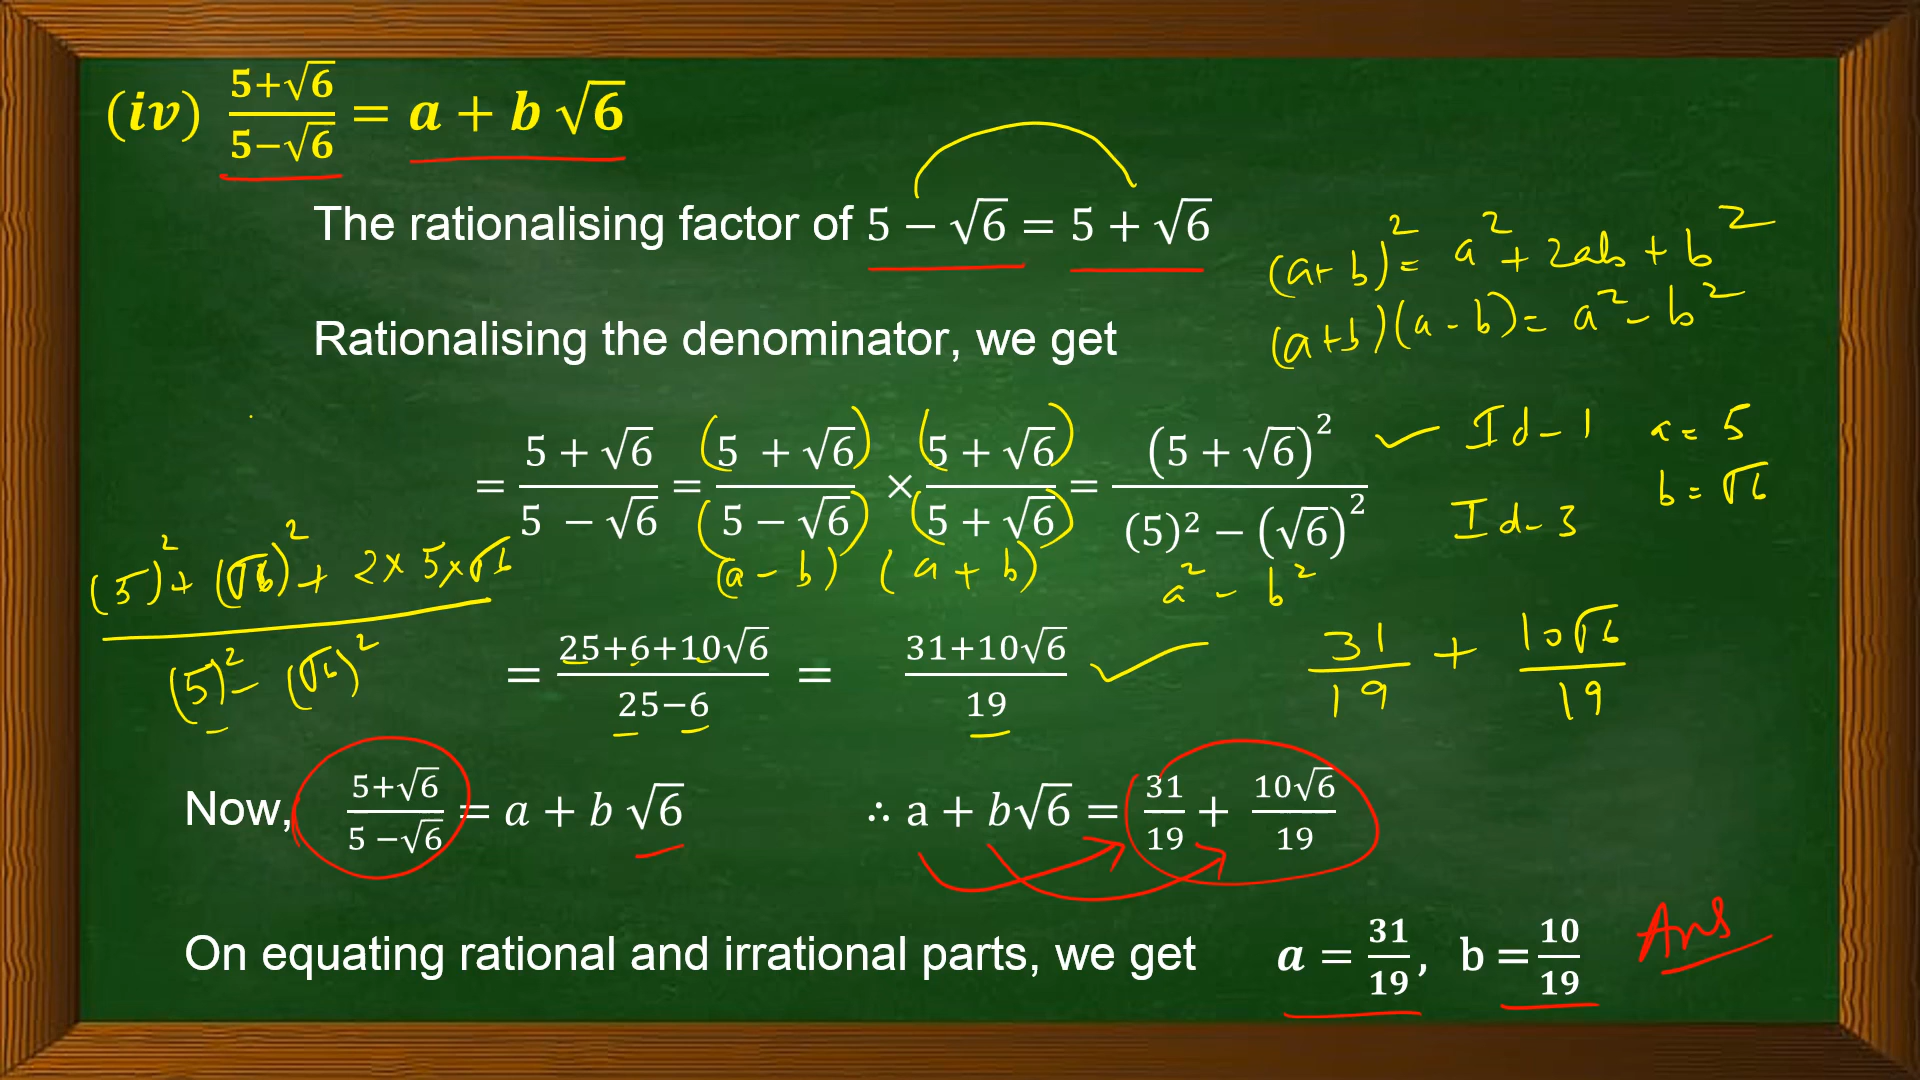 (iv) (5+√6)/(5−√6) = a + b √6
The rationalising factor of 5 − √6 = 5 + √6
(a+b)² = a² + 2ab + b²
(a+b)(a-b) = a² - b²
Rationalising the denominator, we get
= (5 + √6)/(5 − √6) = (5 + √6)/(5 − √6) × (5 + √6)/(5 + √6) = (5 + √6)²/((5)² − (√6)²)
✓ Id-1 a = 5
Id-3 b = √6
(a - b) (a + b) a² - b²
((5)² + (√6)² + 2×5×√6)/((5)² - (√6)²)
= (25+6+10√6)/(25−6) = (31+10√6)/19 ✓
31/19 + 10√6/19
Now, (5+√6)/(5 −√6) = a + b √6 ∴ a + b√6 = 31/19 + 10√6/19
On equating rational and irrational parts, we get a = 31/19, b = 10/19 Ans